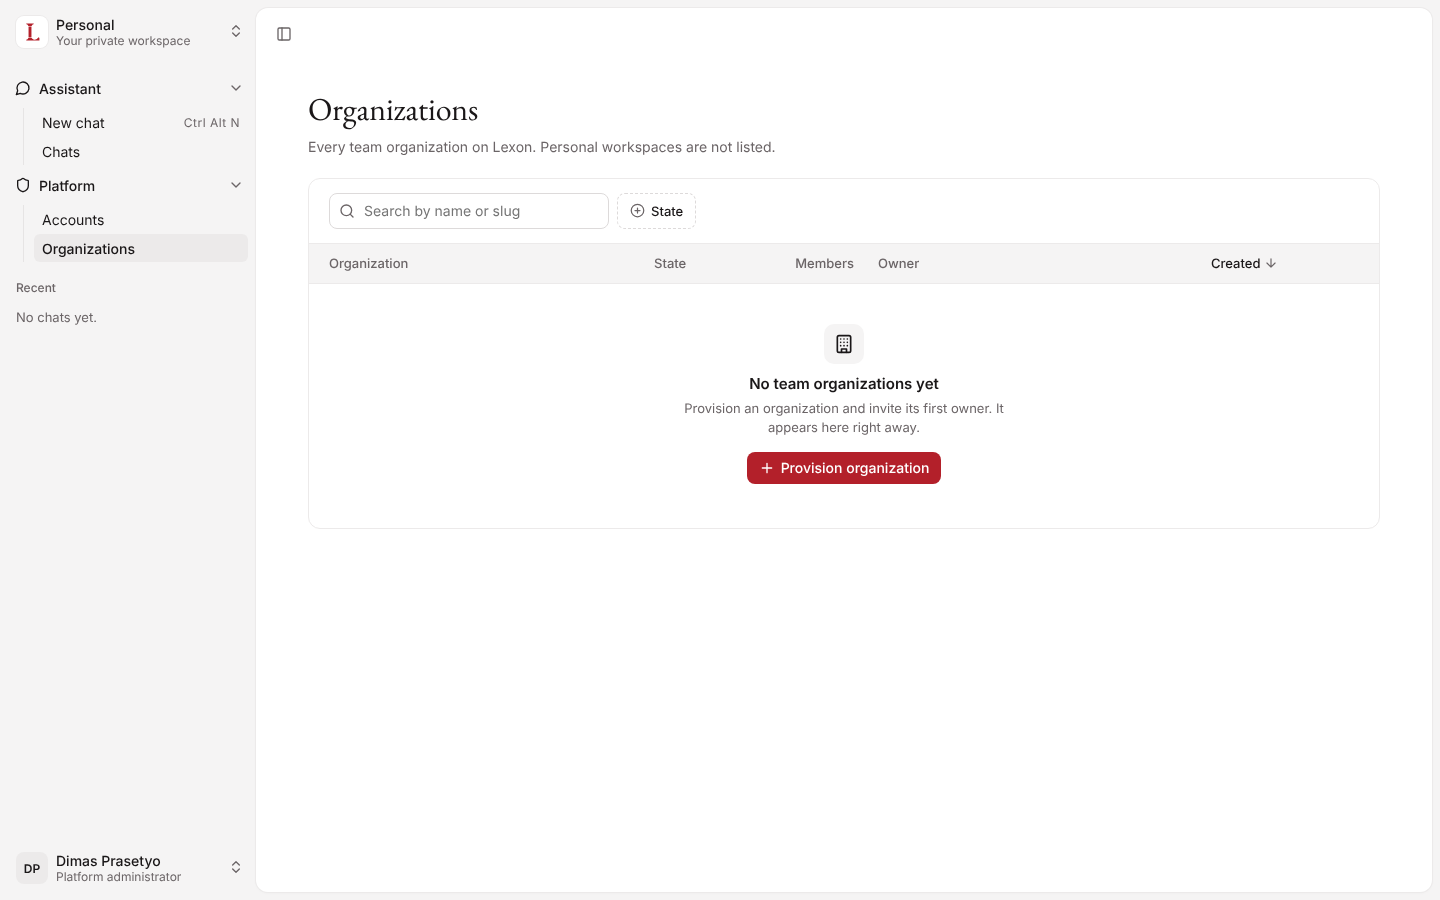 L
Personal
Your private workspace
Assistant
New chat Ctrl Alt N
Chats
Platform
Accounts
Organizations
Recent
No chats yet.
DP
Dimas Prasetyo
Platform administrator
Organizations
Every team organization on Lexon. Personal workspaces are not listed.
Search by name or slug
State
Organization State Members Owner Created
No team organizations yet
Provision an organization and invite its first owner. It
appears here right away.
Provision organization